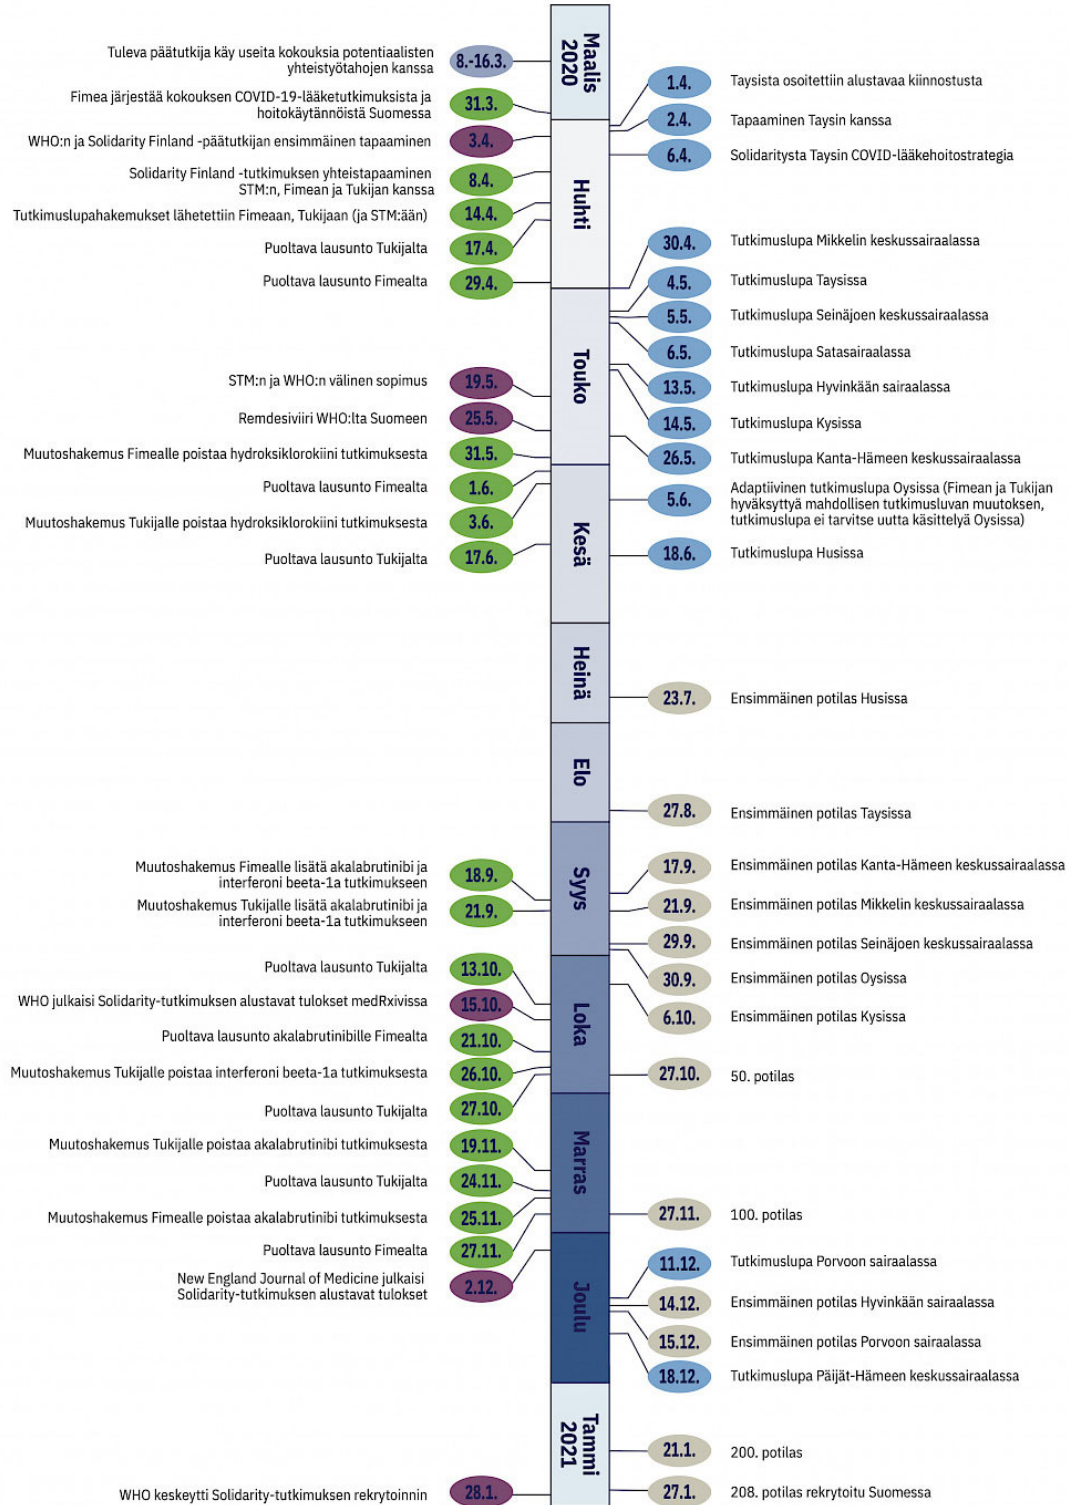 Maalis
2020
8.-16.3.
Tuleva päätutkija käy useita kokouksia potentiaalisten
yhteistyötahojen kanssa
31.3.
Fimea järjestää kokouksen COVID-19-lääketutkimuksista ja
hoitokäytännöistä Suomessa
Huhti
1.4.
Taysista osoitettiin alustavaa kiinnostusta
2.4.
Tapaaminen Taysin kanssa
3.4.
WHO:n ja Solidarity Finland -päätutkijan ensimmäinen tapaaminen
6.4.
Solidaritysta Taysin COVID-lääkehoitostrategia
8.4.
Solidarity Finland -tutkimuksen yhteistapaaminen
STM:n, Fimean ja Tukijan kanssa
14.4.
Tutkimuslupahakemukset lähetettiin Fimeaan, Tukijaan (ja STM:ään)
17.4.
Puoltava lausunto Tukijalta
29.4.
Puoltava lausunto Fimealta
30.4.
Tutkimuslupa Mikkelin keskussairaalassa
Touko
4.5.
Tutkimuslupa Taysissa
5.5.
Tutkimuslupa Seinäjoen keskussairaalassa
6.5.
Tutkimuslupa Satasairaalassa
13.5.
Tutkimuslupa Hyvinkään sairaalassa
14.5.
Tutkimuslupa Kysissa
19.5.
STM:n ja WHO:n välinen sopimus
25.5.
Remdesiviiri WHO:lta Suomeen
26.5.
Tutkimuslupa Kanta-Hämeen keskussairaalassa
31.5.
Muutoshakemus Fimealle poistaa hydroksiklorokiini tutkimuksesta
Kesä
1.6.
Puoltava lausunto Fimealta
3.6.
Muutoshakemus Tukijalle poistaa hydroksiklorokiini tutkimuksesta
5.6.
Adaptiivinen tutkimuslupa Oysissa (Fimean ja Tukijan
hyväksyttyä mahdollisen tutkimusluvan muutoksen,
tutkimuslupa ei tarvitse uutta käsittelyä Oysissa)
17.6.
Puoltava lausunto Tukijalta
18.6.
Tutkimuslupa Husissa
Heinä
23.7.
Ensimmäinen potilas Husissa
Elo
27.8.
Ensimmäinen potilas Taysissa
Syys
17.9.
Ensimmäinen potilas Kanta-Hämeen keskussairaalassa
18.9.
Muutoshakemus Fimealle lisätä akalabrutinibi ja
interferoni beeta-1a tutkimukseen
21.9.
Muutoshakemus Tukijalle lisätä akalabrutinibi ja
interferoni beeta-1a tutkimukseen
21.9.
Ensimmäinen potilas Mikkelin keskussairaalassa
29.9.
Ensimmäinen potilas Seinäjoen keskussairaalassa
30.9.
Ensimmäinen potilas Oysissa
Loka
6.10.
Ensimmäinen potilas Kysissa
13.10.
Puoltava lausunto Tukijalta
15.10.
WHO julkaisi Solidarity-tutkimuksen alustavat tulokset medRxivissa
21.10.
Puoltava lausunto akalabrutinibille Fimealta
26.10.
Muutoshakemus Tukijalle poistaa interferoni beeta-1a tutkimuksesta
27.10.
Puoltava lausunto Tukijalta
27.10.
50. potilas
Marras
19.11.
Muutoshakemus Tukijalle poistaa akalabrutinibi tutkimuksesta
24.11.
Puoltava lausunto Tukijalta
25.11.
Muutoshakemus Fimealle poistaa akalabrutinibi tutkimuksesta
27.11.
Puoltava lausunto Fimealta
27.11.
100. potilas
Joulu
2.12.
New England Journal of Medicine julkaisi
Solidarity-tutkimuksen alustavat tulokset
11.12.
Tutkimuslupa Porvoon sairaalassa
14.12.
Ensimmäinen potilas Hyvinkään sairaalassa
15.12.
Ensimmäinen potilas Porvoon sairaalassa
18.12.
Tutkimuslupa Päijät-Hämeen keskussairaalassa
Tammi
2021
21.1.
200. potilas
27.1.
208. potilas rekrytoitu Suomessa
28.1.
WHO keskeytti Solidarity-tutkimuksen rekrytoinnin